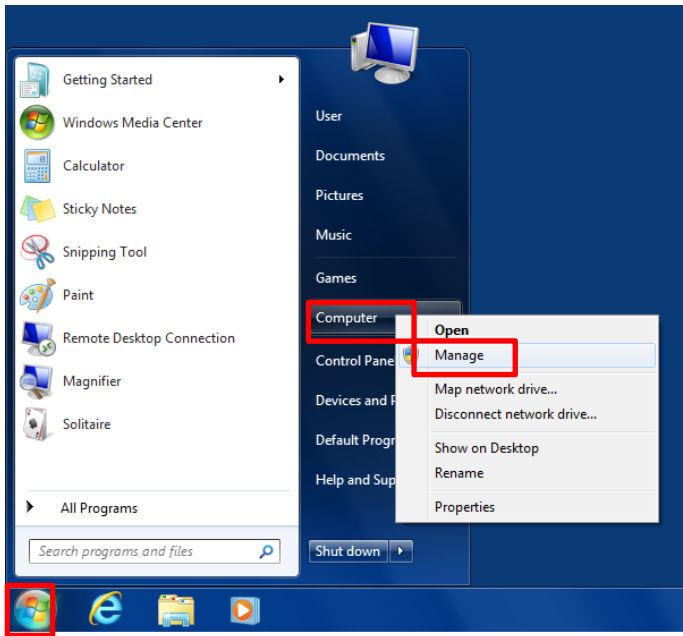 Getting Started
Windows Media Center
Calculator
Sticky Notes
Snipping Tool
Paint
Remote Desktop Connection
Magnifier
Solitaire
All Programs
Search programs and files
User
Documents
Pictures
Music
Games
Computer
Control Pane
Devices and P
Default Progr
Help and Sup
Shut down
Open
Manage
Map network drive...
Disconnect network drive...
Show on Desktop
Rename
Properties